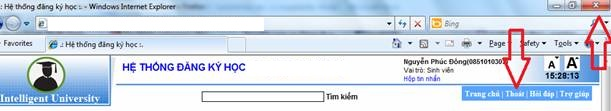 .: Hệ thống đăng ký học :. - Windows Internet Explorer
Bing
Favorites
.: Hệ thống đăng ký học :.
Page
Safety
Tools
HỆ THỐNG ĐĂNG KÝ HỌC
Nguyễn Phúc Đông(0851010307)
Vai trò: Sinh viên
Hộp tin nhắn
A A
15:28:13
Intelligent University
Tìm kiếm
Trang chủ | Thoát | Hỏi đáp | Trợ giúp